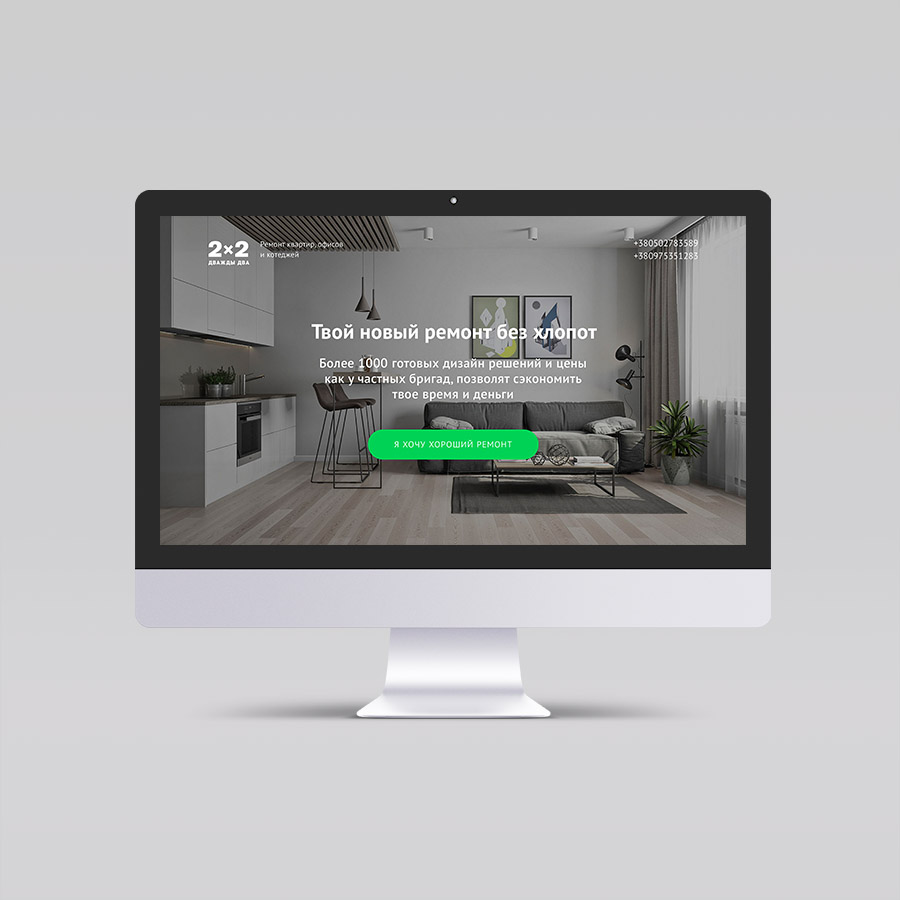 2×2
ДВАЖДЫ ДВА
Ремонт квартир, офисов
и котеджей
+380502783589
+380975351283
Твой новый ремонт без хлопот
Более 1000 готовых дизайн решений и цены
как у частных бригад, позволят сэкономить
твое время и деньги
Я ХОЧУ ХОРОШИЙ РЕМОНТ